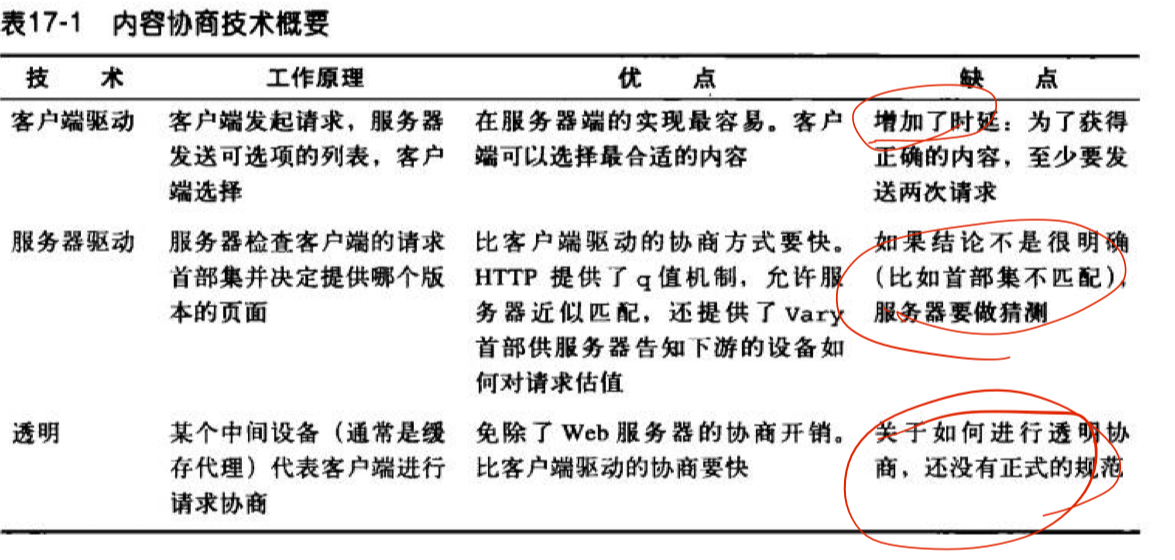 表17-1 内容协商技术概要
技 术 工作原理 优 点 缺 点
客户端驱动 客户端发起请求，服务器 在服务器端的实现最容易。客户 增加了时延：为了获得
发送可选项的列表，客户 端可以选择最合适的内容 正确的内容，至少要发
端选择 送两次请求
服务器驱动 服务器检查客户端的请求 比客户端驱动的协商方式要快。 如果结论不是很明确
首部集并决定提供哪个版 HTTP 提供了 q 值机制，允许服 （比如首部集不匹配），
本的页面 务器近似匹配，还提供了 Vary 服务器要做猜测
首部供服务器告知下游的设备如
何对请求估值
透明 某个中间设备（通常是缓 免除了 Web 服务器的协商开销。 关于如何进行透明协
存代理）代表客户端进行 比客户端驱动的协商要快 商，还没有正式的规范
请求协商